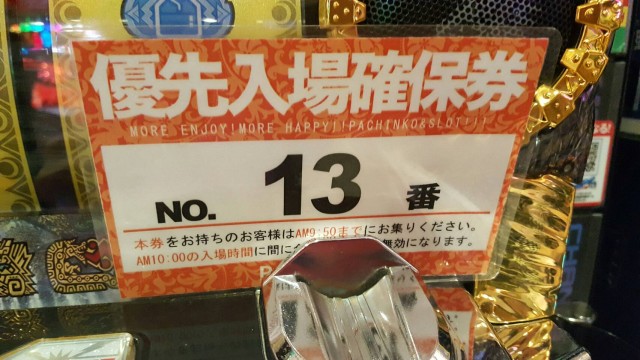 優先入場確保券
MORE ENJOY!MORE HAPPY!!PACHINKO&SLOT!!!
NO. 13 番
本券をお持ちのお客様はAM9:50までにお集りください。
AM10:00の入場時間に間に 無効になります。